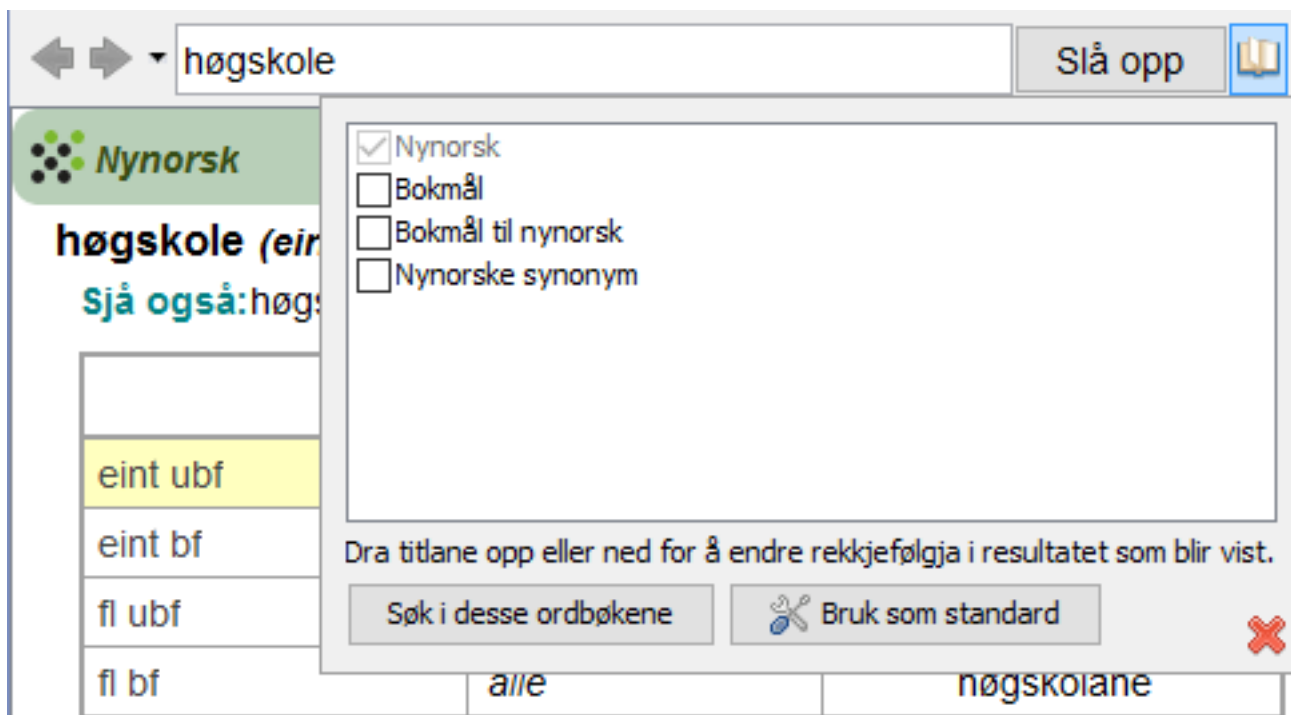 høgskole
Slå opp
Nynorsk
Nynorsk
Bokmål
Bokmål til nynorsk
Nynorske synonym
høgskole
Sjå også:
eint ubf
eint bf
fl ubf
Dra titlane opp eller ned for å endre rekkjefølgja i resultatet som blir vist.
Søk i desse ordbøkene
Bruk som standard
fl bf alle høgskolane